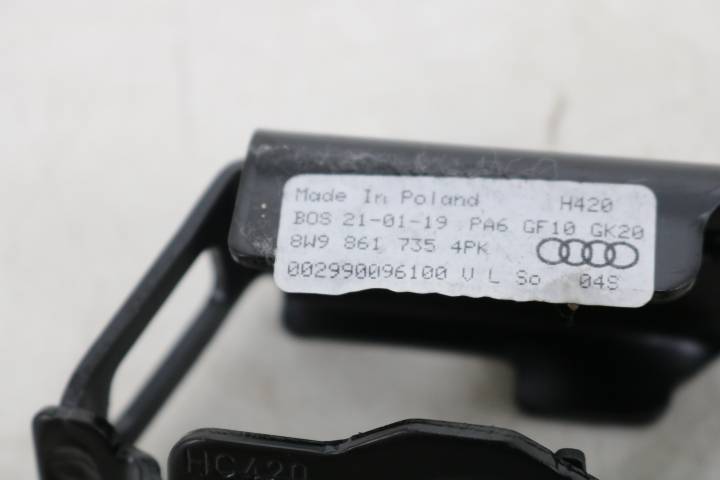 Made In Poland H420
BOS 21-01-19 PA6 GF10 GK20
8W9 861 735 4PK
002990096100 V L So 04S
HC420